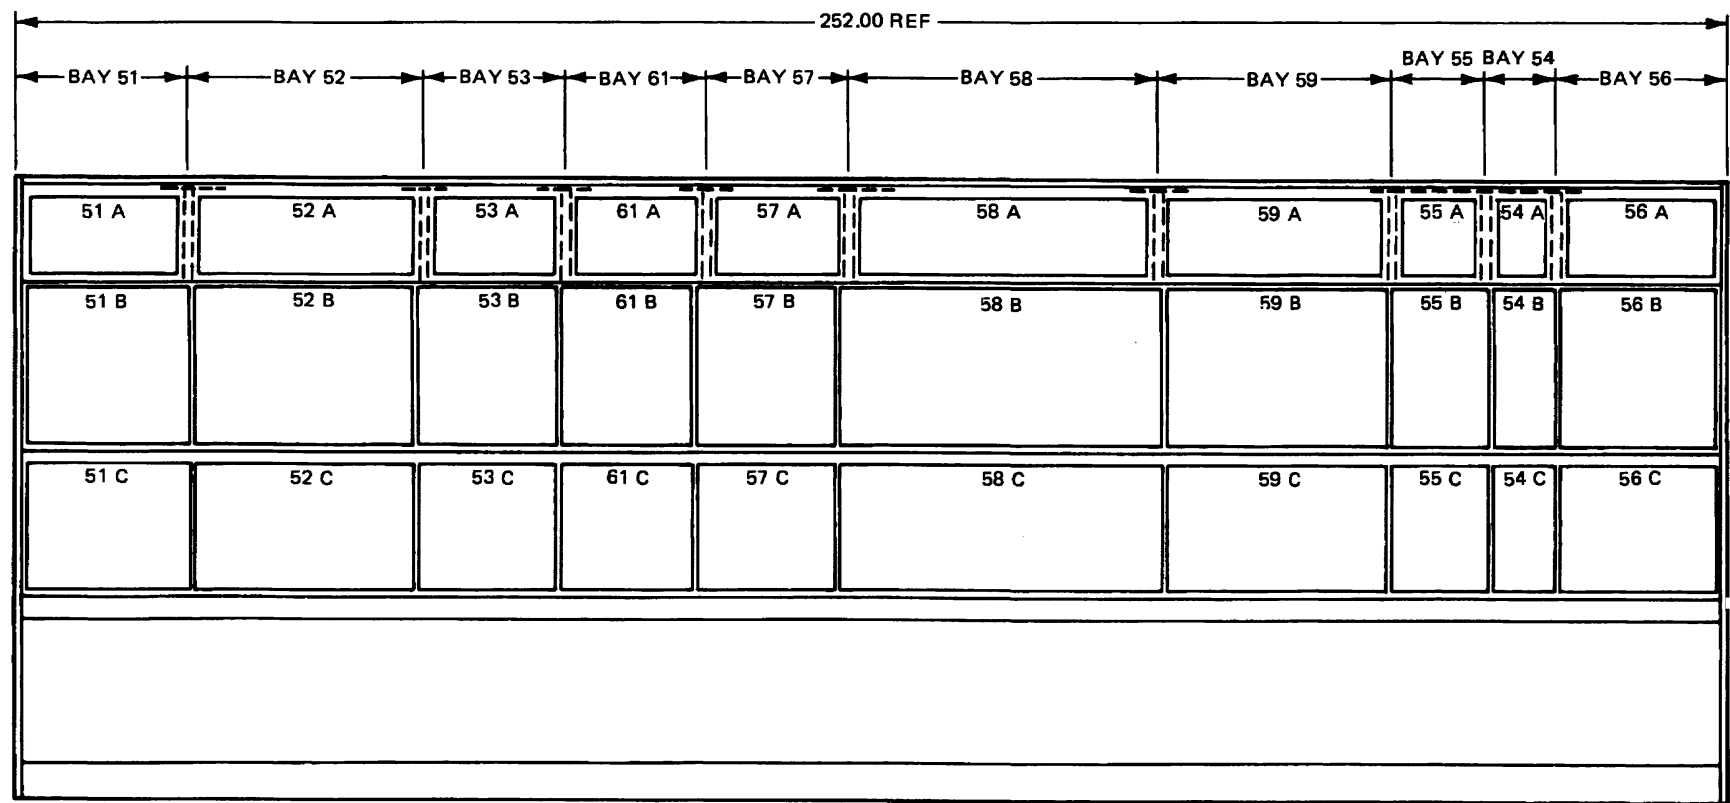 252.00 REF
BAY 55 BAY 54
BAY 51 BAY 52 BAY 53 BAY 61 BAY 57 BAY 58 BAY 59 BAY 56
51 A 52 A 53 A 61 A 57 A 58 A 59 A 55 A 54 A 56 A
51 B 52 B 53 B 61 B 57 B 58 B 59 B 55 B 54 B 56 B
51 C 52 C 53 C 61 C 57 C 58 C 59 C 55 C 54 C 56 C